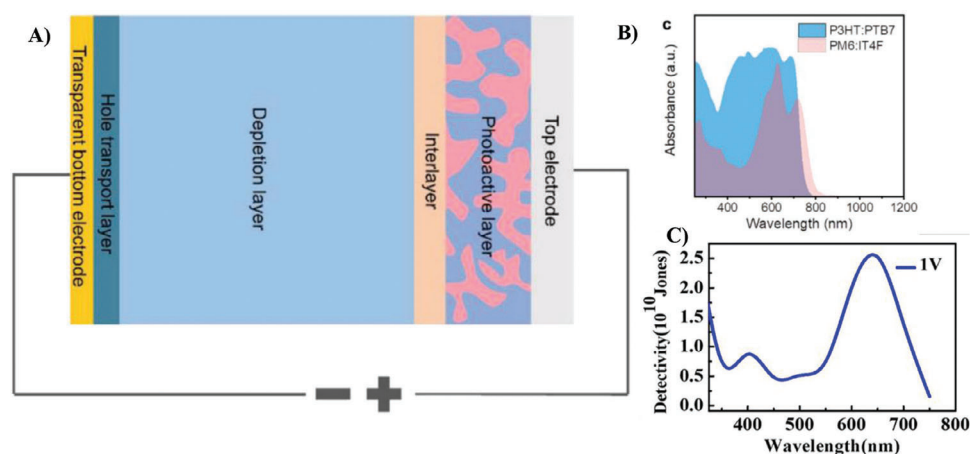 A)
Transparent bottom electrode
Hole transport layer
Depletion layer
Interlayer
Photoactive layer
Top electrode
B)
c
P3HT:PTB7
PM6:IT4F
Absorbance (a.u.)
400 600 800 1000 1200
Wavelength (nm)
C)
1V
Detectivity(10^10 Jones)
2.5
2.0
1.5
1.0
0.5
0.0
400 500 600 700 800
Wavelength(nm)